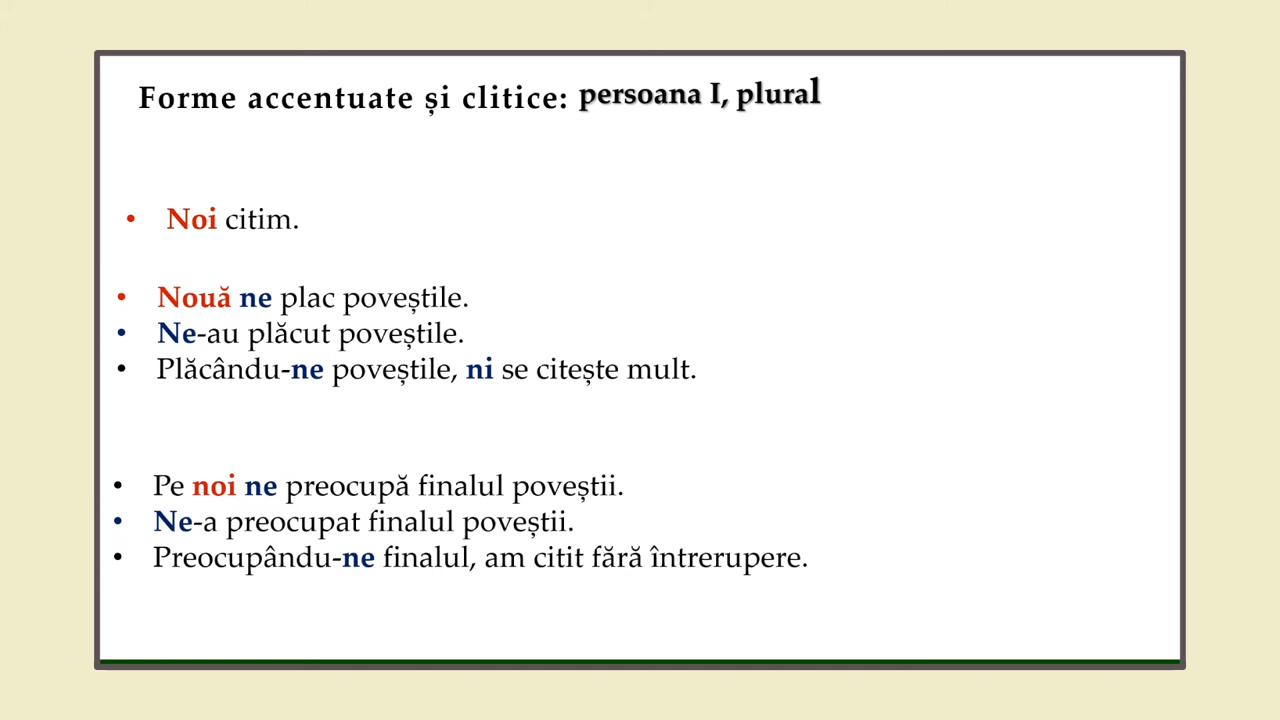 Forme accentuate și clitice: persoana I, plural
• Noi citim.
• Nouă ne plac poveștile.
• Ne-au plăcut poveștile.
• Plăcându-ne poveștile, ni se citește mult.
• Pe noi ne preocupă finalul poveștii.
• Ne-a preocupat finalul poveștii.
• Preocupându-ne finalul, am citit fără întrerupere.